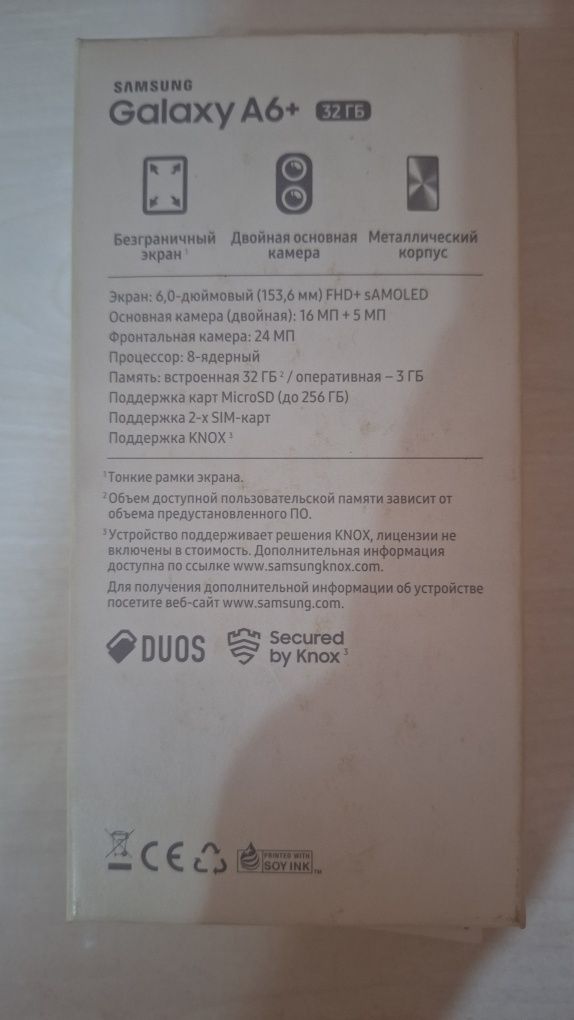 SAMSUNG
Galaxy A6+ 32 ГБ
Безграничный экран ¹
Двойная основная камера
Металлический корпус
Экран: 6,0-дюймовый (153,6 мм) FHD+ sAMOLED
Основная камера (двойная): 16 МП + 5 МП
Фронтальная камера: 24 МП
Процессор: 8-ядерный
Память: встроенная 32 ГБ ² / оперативная – 3 ГБ
Поддержка карт MicroSD (до 256 ГБ)
Поддержка 2-х SIM-карт
Поддержка KNOX ³
¹ Тонкие рамки экрана.
² Объем доступной пользовательской памяти зависит от
объема предустановленного ПО.
³ Устройство поддерживает решения KNOX, лицензии не
включены в стоимость. Дополнительная информация
доступна по ссылке www.samsungknox.com.
Для получения дополнительной информации об устройстве
посетите веб-сайт www.samsung.com.
DUOS
Secured
by Knox ³
CE
PRINTED WITH
SOY INK™